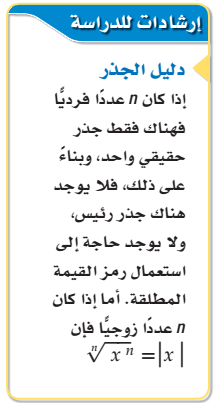 إرشادات للدراسة
دليل الجذر
إذا كان n عددًا فرديًّا
فهناك فقط جذر
حقيقي واحد، وبناءً
على ذلك، فلا يوجد
هناك جذر رئيس،
ولا يوجد حاجة إلى
استعمال رمز القيمة
المطلقة. أما إذا كان
n عددًا زوجيًّا فإن
ⁿ√xⁿ = |x|